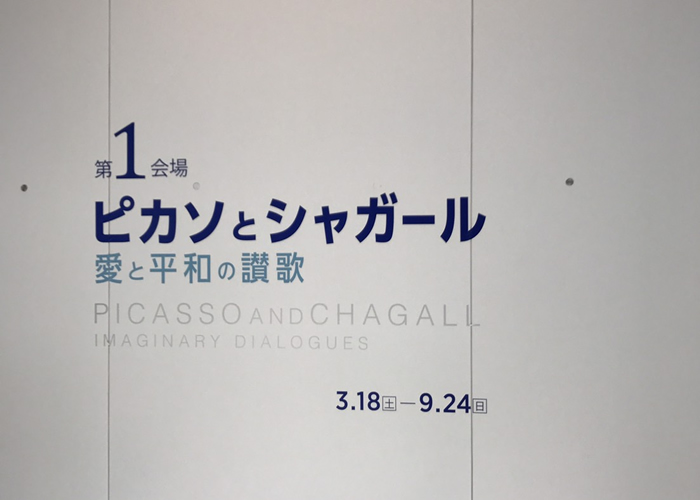 第1会場
ピカソとシャガール
愛と平和の讃歌
PICASSO AND CHAGALL
IMAGINARY DIALOGUES
3.18土—9.24日